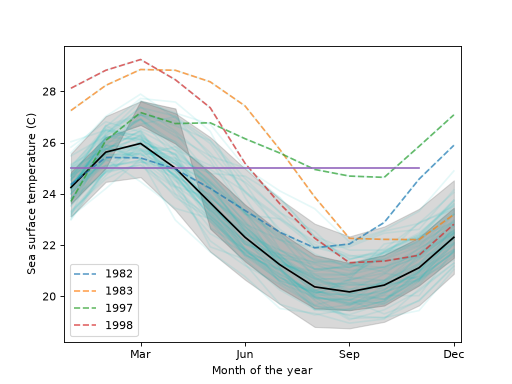 28
26
24
22
20
Sea surface temperature (C)
1982
1983
1997
1998
Mar
Jun
Sep
Dec
Month of the year